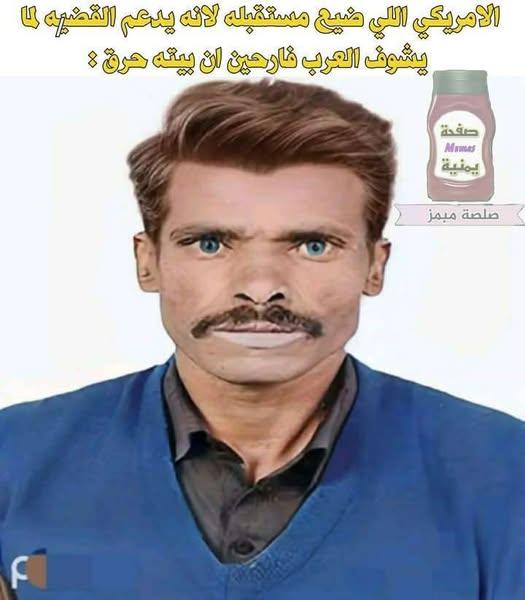 الامريكي اللي ضيع مستقبله لانه يدعم القضيه لما
يشوف العرب فارحين ان بيته حرق :
صفحة
Memes
يمنية
صلصة ميمز